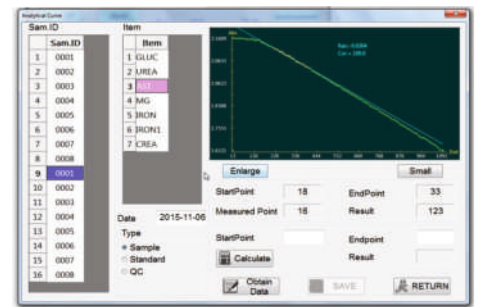 Analytical Curve
Sam.ID
Sam.ID
1 0001
2 0002
3 0003
4 0004
5 0005
6 0006
7 0007
8 0008
9 0001
10 0002
11 0003
12 0004
13 0005
14 0006
15 0007
16 0008
Item
Item
1 GLUC
2 UREA
3 AST
4 MG
5 IRON
6 IRON1
7 CREA
Date 2015-11-06
Type
Sample
Standard
QC
Enlarge
Small
StartPoint 18 EndPoint 33
Measured Point 16 Result 123
StartPoint Endpoint
Calculate Result
Obtain Data
SAVE
RETURN